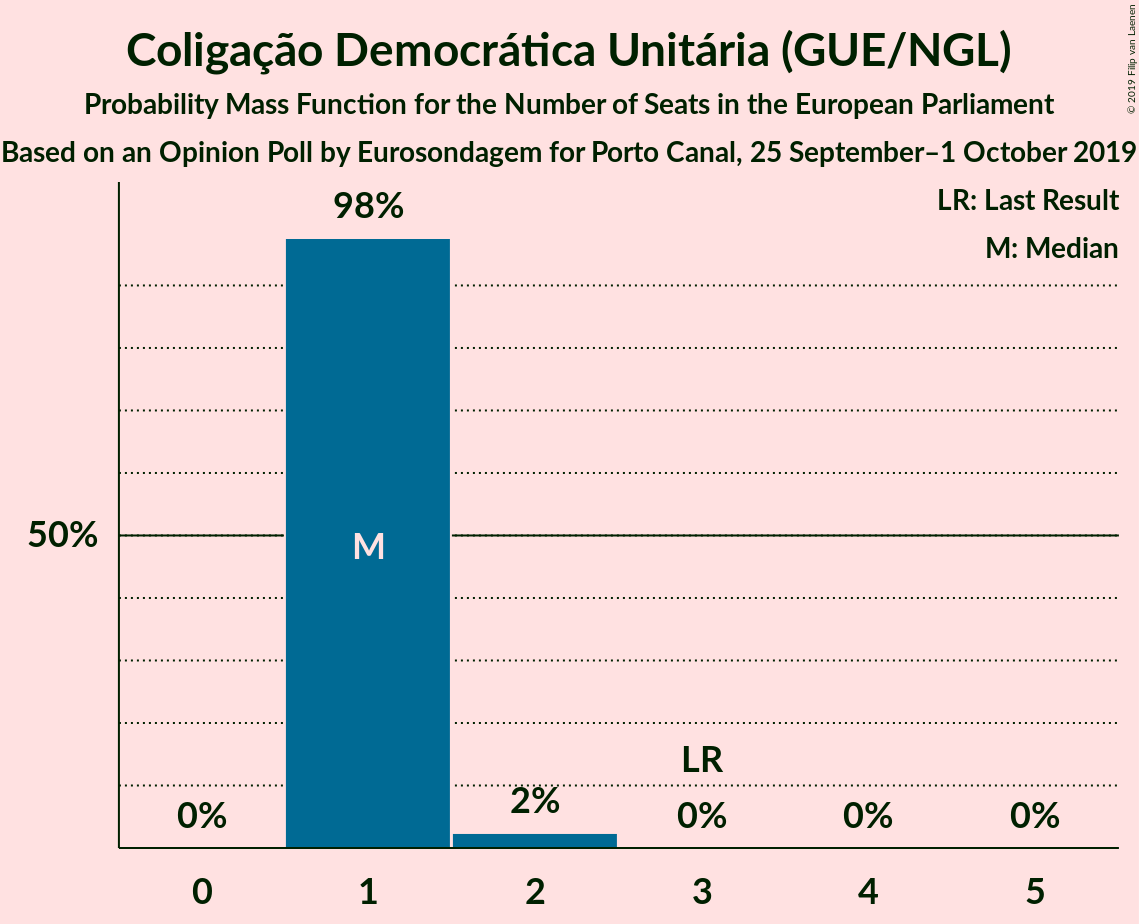 Coligação Democrática Unitária (GUE/NGL)
Probability Mass Function for the Number of Seats in the European Parliament
Based on an Opinion Poll by Eurosondagem for Porto Canal, 25 September–1 October 2019
© 2019 Filip van Laenen
LR: Last Result
M: Median
98%
50%
M
LR
0% 2% 0% 0% 0%
0 1 2 3 4 5